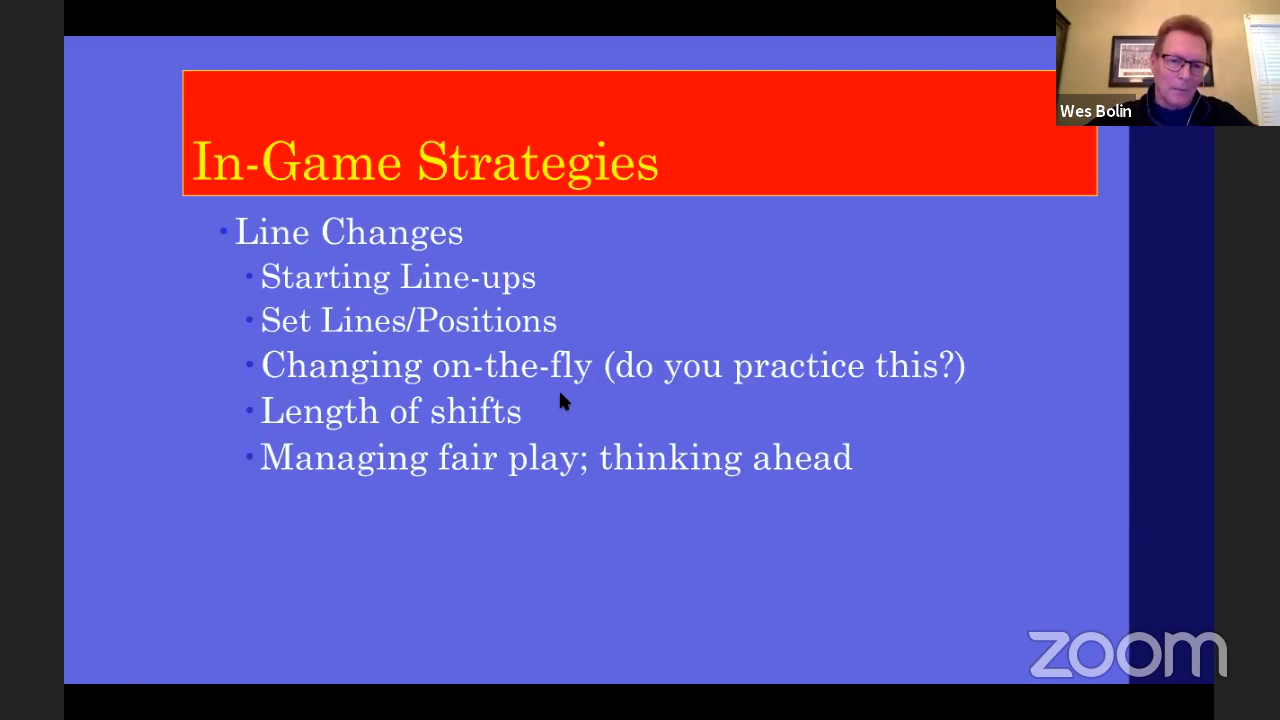 Wes Bolin
In-Game Strategies
Line Changes
Starting Line-ups
Set Lines/Positions
Changing on-the-fly (do you practice this?)
Length of shifts
Managing fair play; thinking ahead
zoom